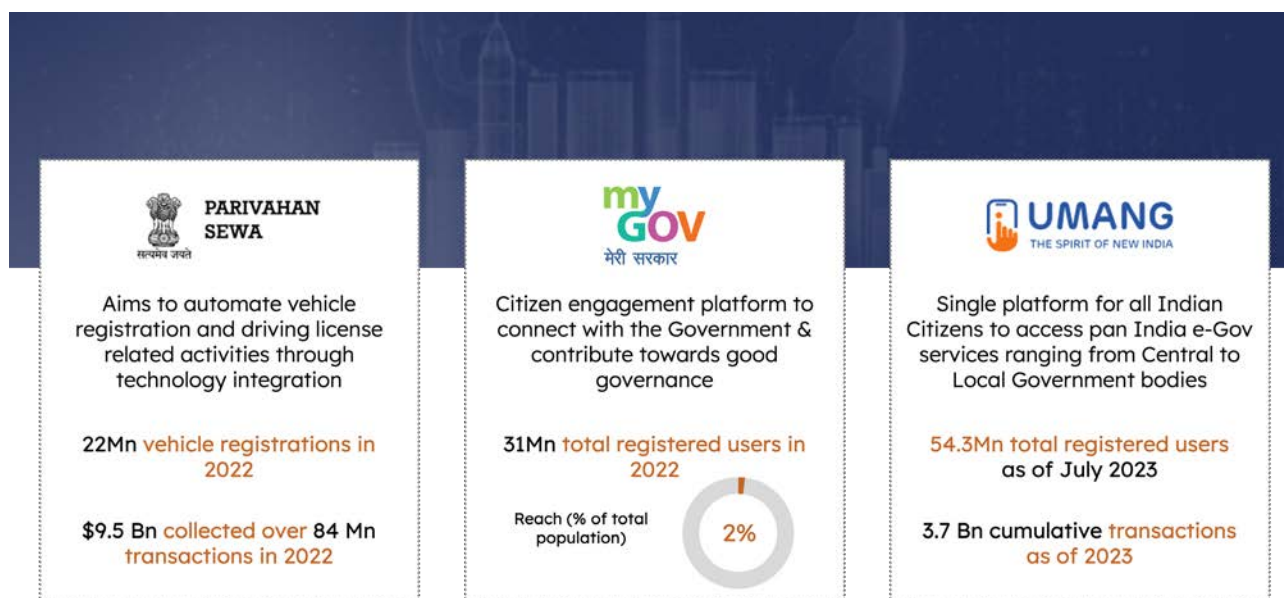 PARIVAHAN
SEWA
सत्यमेव जयते
Aims to automate vehicle
registration and driving license
related activities through
technology integration
22Mn vehicle registrations in
2022
$9.5 Bn collected over 84 Mn
transactions in 2022
my
GOV
मेरी सरकार
Citizen engagement platform to
connect with the Government &
contribute towards good
governance
31Mn total registered users in
2022
Reach (% of total
population)
2%
UMANG
THE SPIRIT OF NEW INDIA
Single platform for all Indian
Citizens to access pan India e-Gov
services ranging from Central to
Local Government bodies
54.3Mn total registered users
as of July 2023
3.7 Bn cumulative transactions
as of 2023